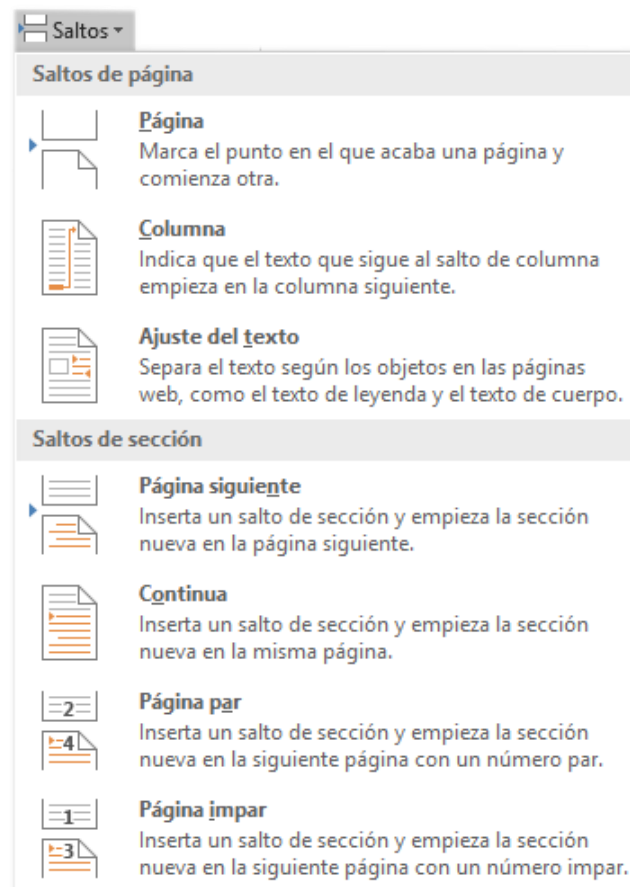 Saltos
Saltos de página
Página
Marca el punto en el que acaba una página y
comienza otra.
Columna
Indica que el texto que sigue al salto de columna
empieza en la columna siguiente.
Ajuste del texto
Separa el texto según los objetos en las páginas
web, como el texto de leyenda y el texto de cuerpo.
Saltos de sección
Página siguiente
Inserta un salto de sección y empieza la sección
nueva en la página siguiente.
Continua
Inserta un salto de sección y empieza la sección
nueva en la misma página.
2
4
Página par
Inserta un salto de sección y empieza la sección
nueva en la siguiente página con un número par.
1
3
Página impar
Inserta un salto de sección y empieza la sección
nueva en la siguiente página con un número impar.